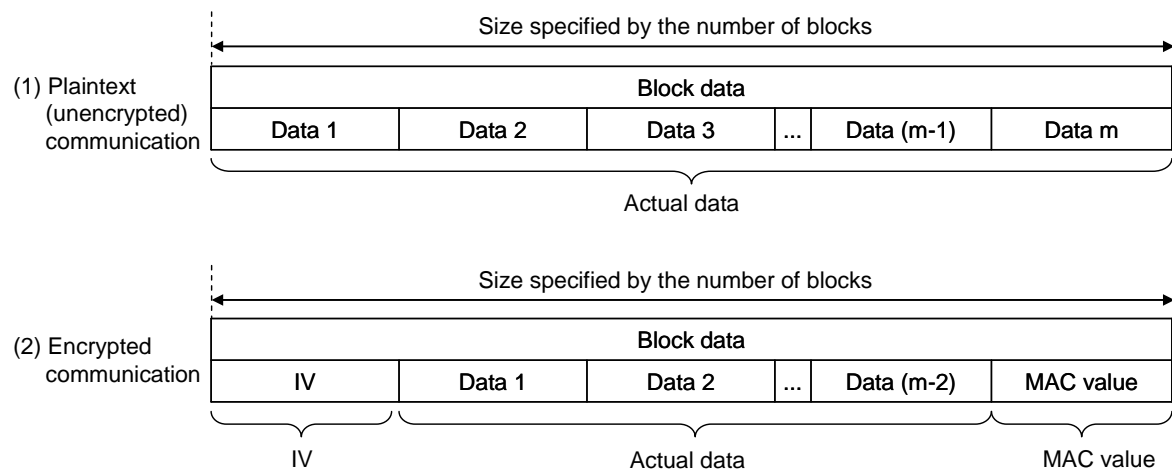 Size specified by the number of blocks
(1) Plaintext
(unencrypted)
communication
Block data
Data 1 Data 2 Data 3 ... Data (m-1) Data m
Actual data
Size specified by the number of blocks
(2) Encrypted
communication
Block data
IV Data 1 Data 2 ... Data (m-2) MAC value
IV Actual data MAC value